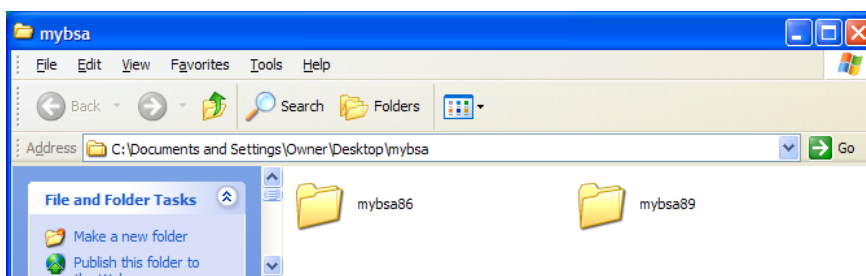 mybsa
File Edit View Favorites Tools Help
Back Search Folders
Address C:\Documents and Settings\Owner\Desktop\mybsa Go
File and Folder Tasks
Make a new folder
Publish this folder to
mybsa86 mybsa89